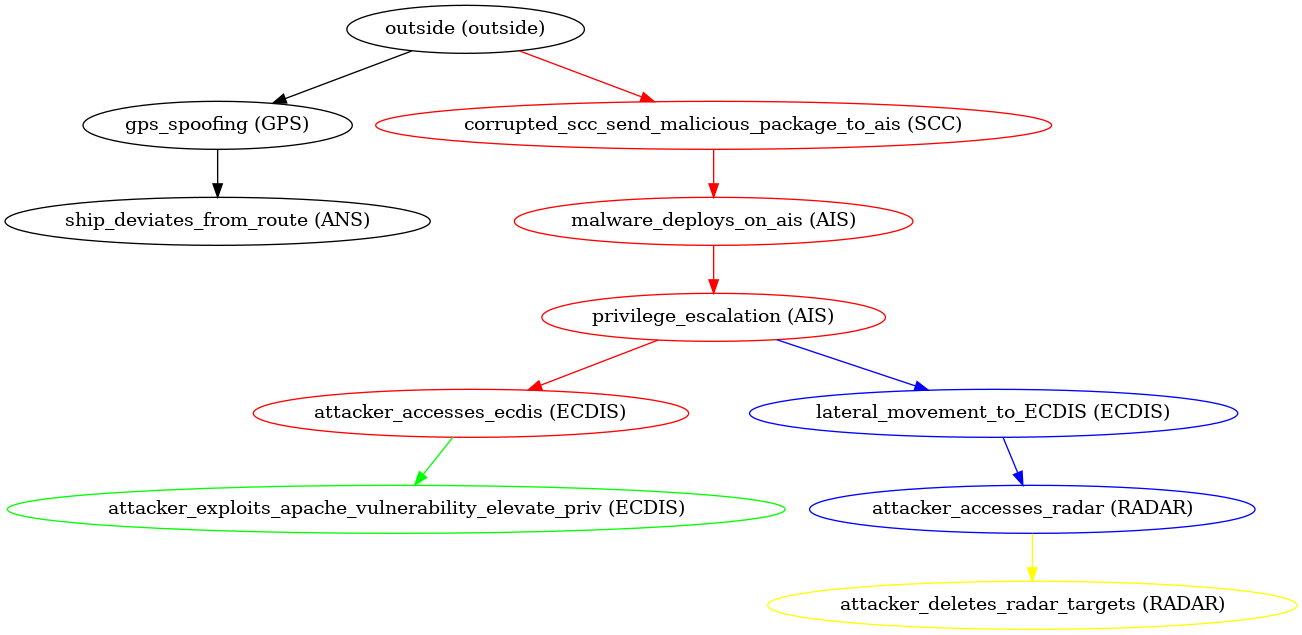 outside (outside)
gps_spoofing (GPS)
corrupted_scc_send_malicious_package_to_ais (SCC)
ship_deviates_from_route (ANS)
malware_deploys_on_ais (AIS)
privilege_escalation (AIS)
attacker_accesses_ecdis (ECDIS)
lateral_movement_to_ECDIS (ECDIS)
attacker_exploits_apache_vulnerability_elevate_priv (ECDIS)
attacker_accesses_radar (RADAR)
attacker_deletes_radar_targets (RADAR)